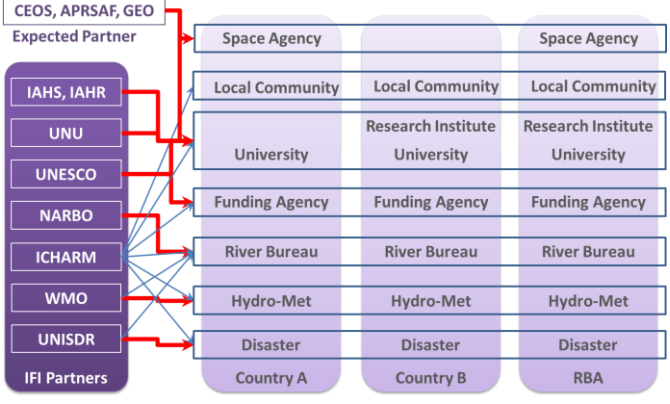 CEOS, APRSAF, GEO
Expected Partner
IAHS, IAHR
UNU
UNESCO
NARBO
ICHARM
WMO
UNISDR
IFI Partners
Space Agency
Space Agency
Local Community
Local Community
Local Community
Research Institute
Research Institute
University
University
University
Funding Agency
Funding Agency
Funding Agency
River Bureau
River Bureau
River Bureau
Hydro-Met
Hydro-Met
Hydro-Met
Disaster
Disaster
Disaster
Country A
Country B
RBA